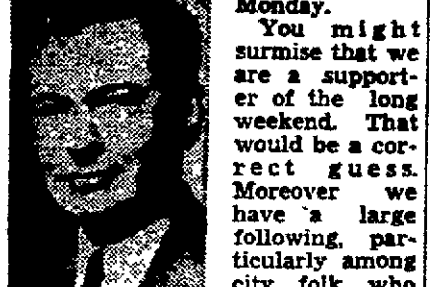 Monday.
You might
surmise that we
are a support-
er of the long
weekend. That
would be a cor-
rect guess.
Moreover we
have a large
following, par-
ticularly among
city folk who